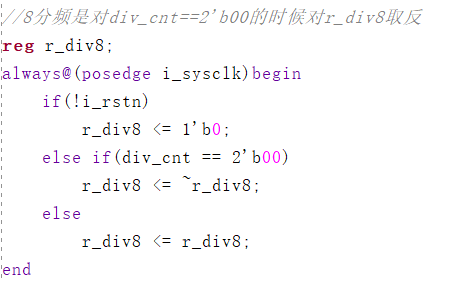 //8分频是对div_cnt==2'b00的时候对r_div8取反
reg r_div8;
always@(posedge i_sysclk)begin
    if(!i_rstn)
        r_div8 <= 1'b0;
    else if(div_cnt == 2'b00)
        r_div8 <= ~r_div8;
    else
        r_div8 <= r_div8;
end